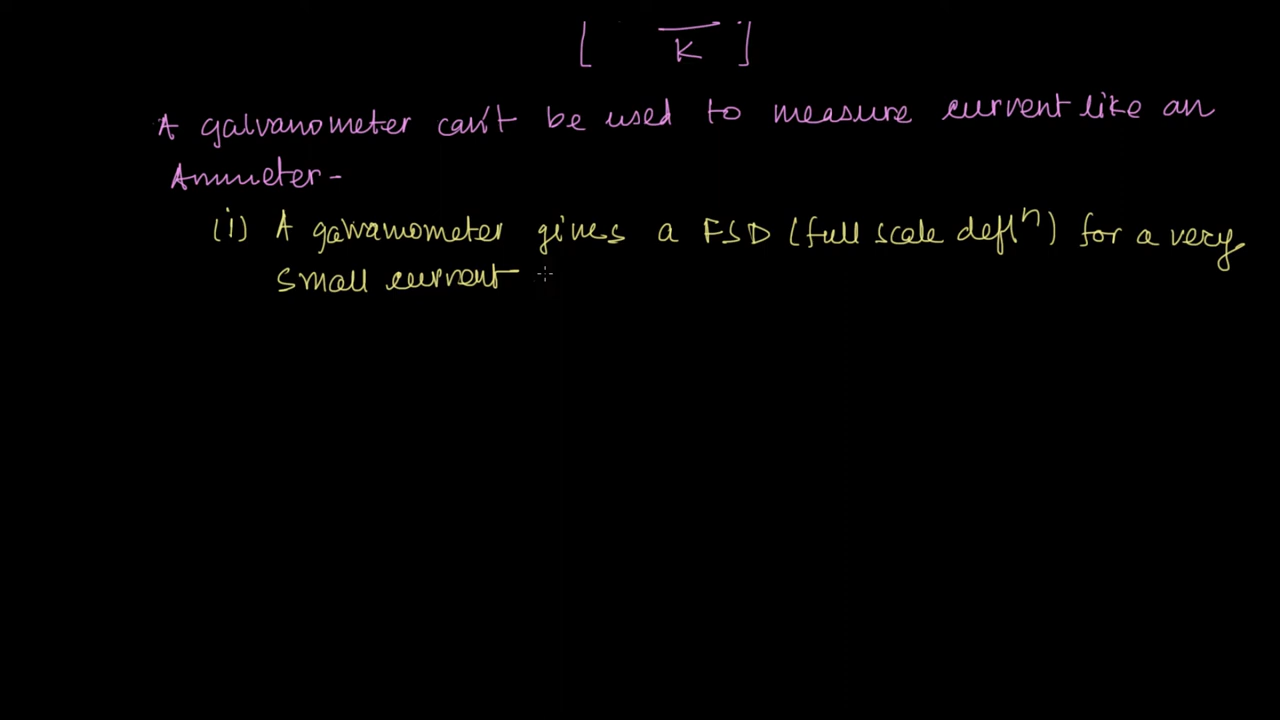 [ K ]
A galvanometer can't be used to measure current like an
Ammeter -
(i) A galvanometer gives a FSD (full scale deflⁿ) for a very
small current